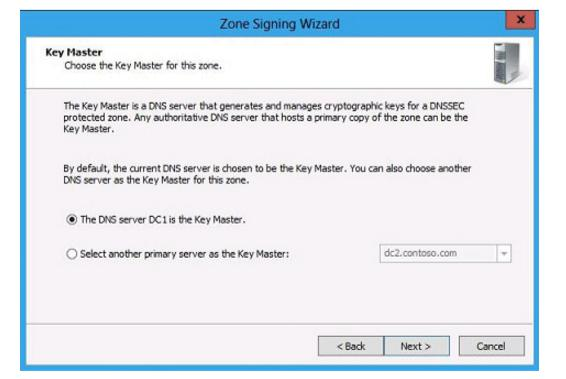 Zone Signing Wizard
x
Key Master
Choose the Key Master for this zone.
The Key Master is a DNS server that generates and manages cryptographic keys for a DNSSEC
protected zone. Any authoritative DNS server that hosts a primary copy of the zone can be the
Key Master.
By default, the current DNS server is chosen to be the Key Master. You can also choose another
DNS server as the Key Master for this zone.
The DNS server DC1 is the Key Master.
Select another primary server as the Key Master: dc2.contoso.com
< Back Next > Cancel